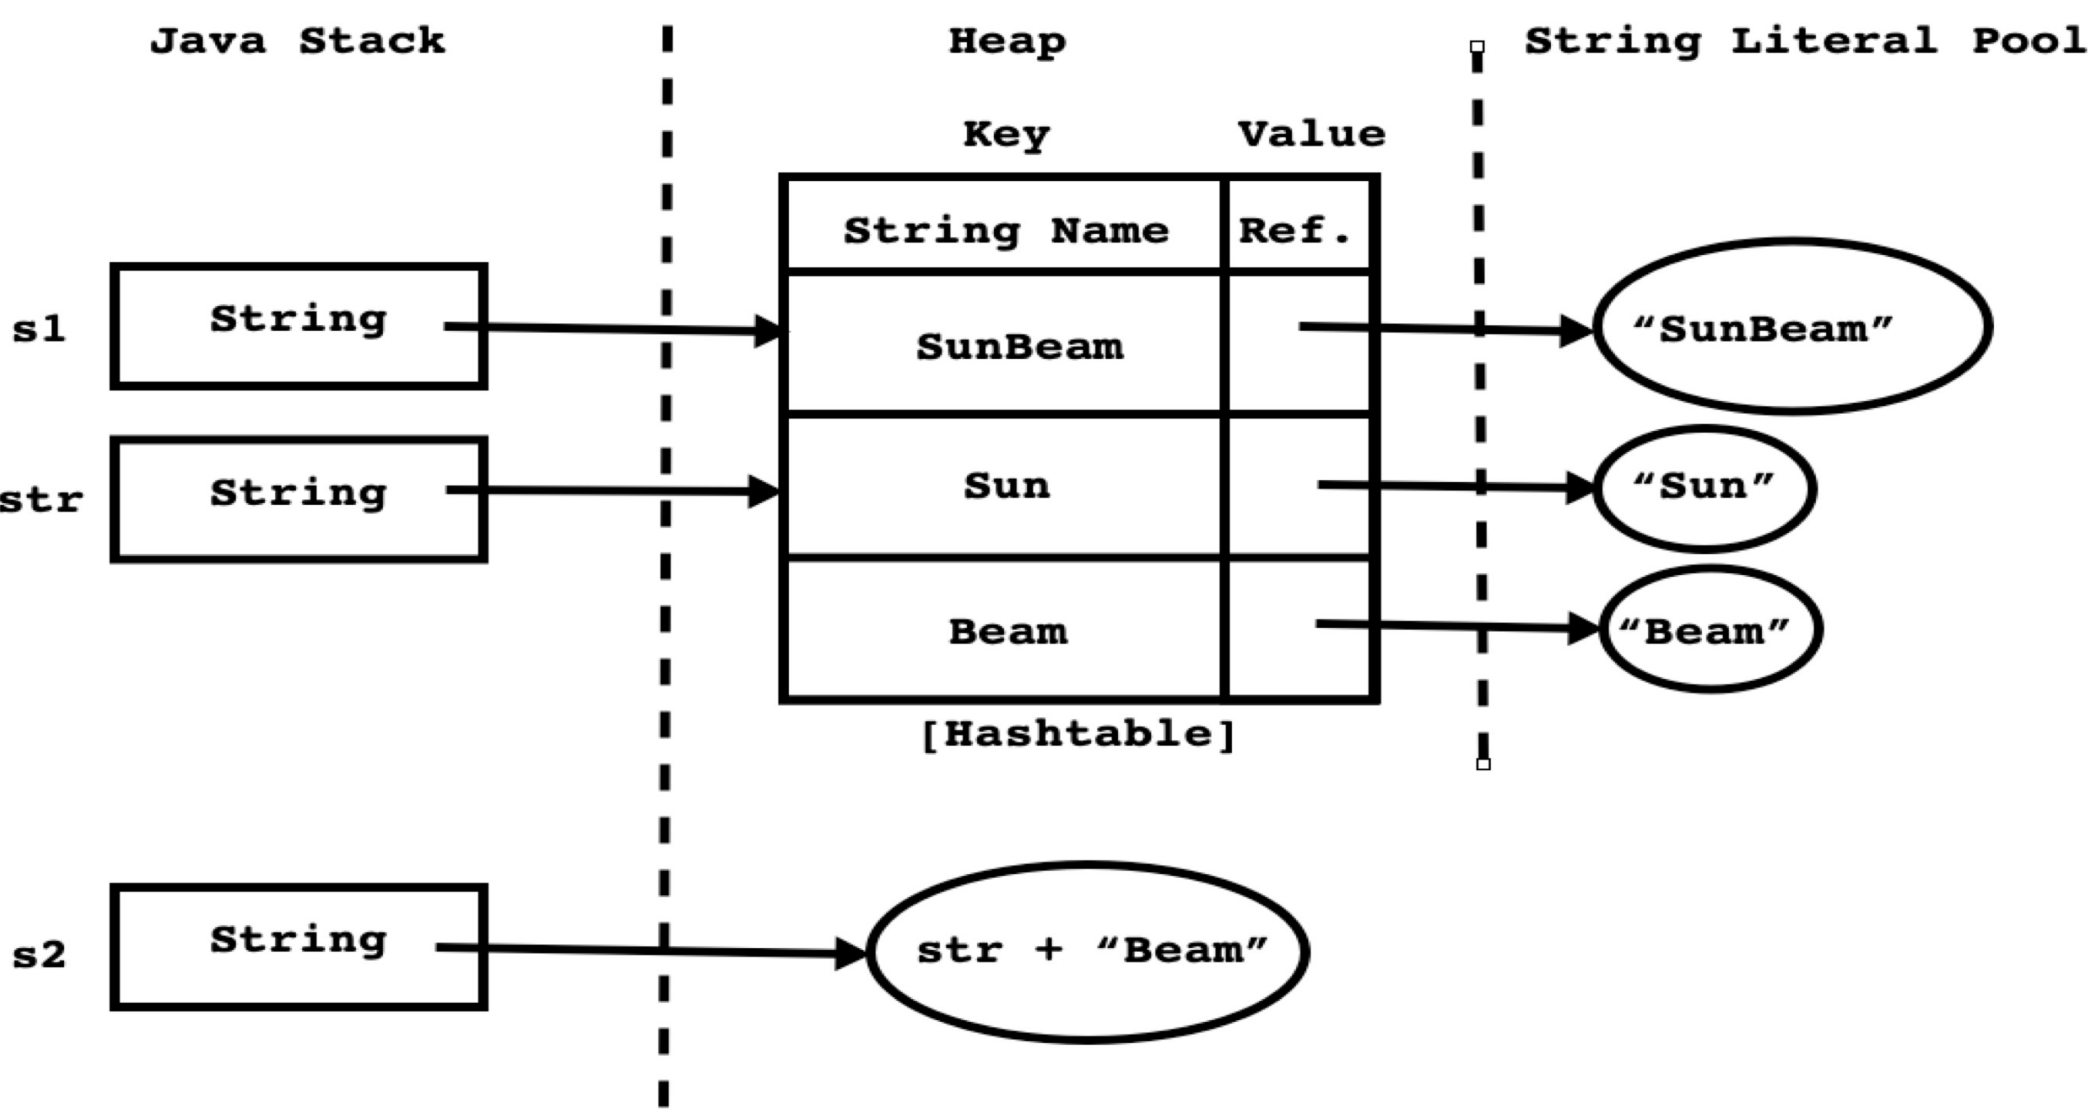 Java Stack Heap String Literal Pool
Key Value
String Name Ref.
s1 String SunBeam “SunBeam”
str String Sun “Sun”
Beam “Beam”
[Hashtable]
s2 String str + “Beam”